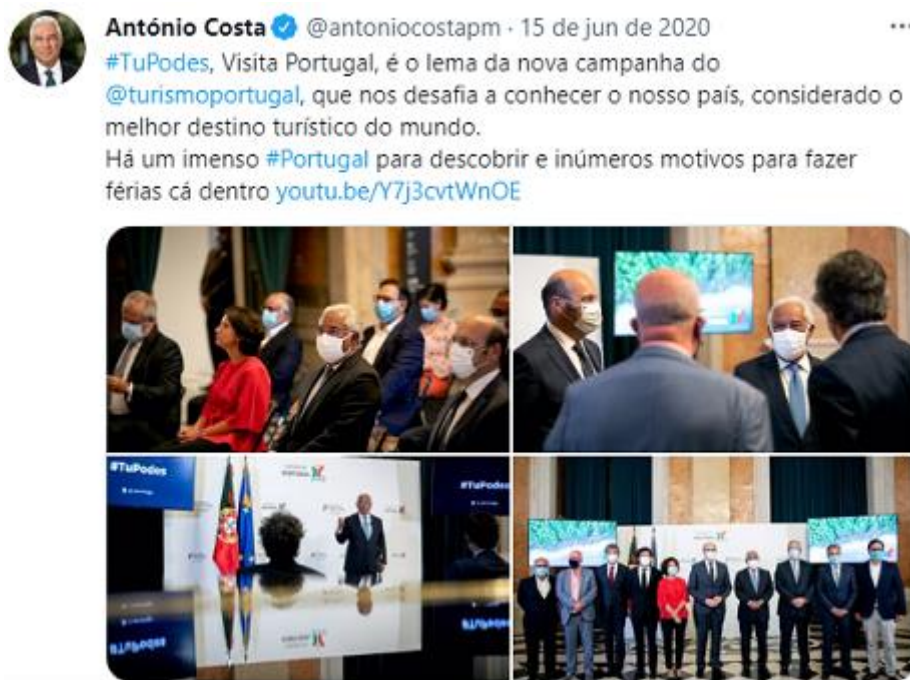 António Costa @antoniocostapm · 15 de jun de 2020
#TuPodes, Visita Portugal, é o lema da nova campanha do
@turismoportugal, que nos desafia a conhecer o nosso país, considerado o
melhor destino turístico do mundo.
Há um imenso #Portugal para descobrir e inúmeros motivos para fazer
férias cá dentro youtu.be/Y7j3cvtWnOE
#TuPodes
#TuPodes